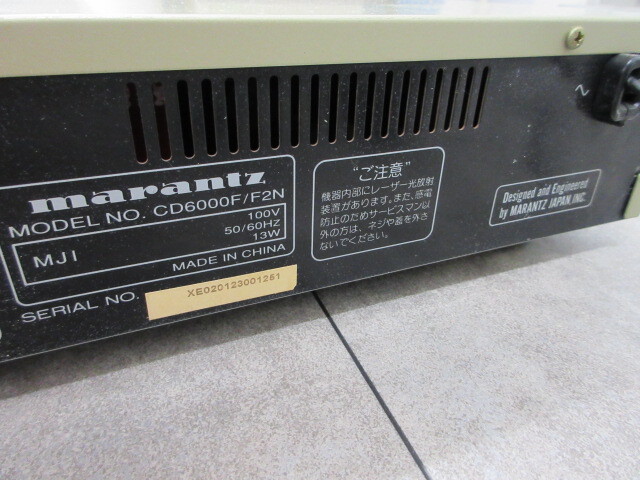 marantz
MODEL NO. CD6000F/F2N
100V
50/60HZ
13W
MJI
MADE IN CHINA
SERIAL NO.
XE020123001261
"ご注意"
機器内部にレーザー光放射
装置があります。また、感電
防止のためサービスマン以
外の方は、ネジや蓋を外さ
ないでください。
Designed and Engineered
by MARANTZ JAPAN, INC.
~